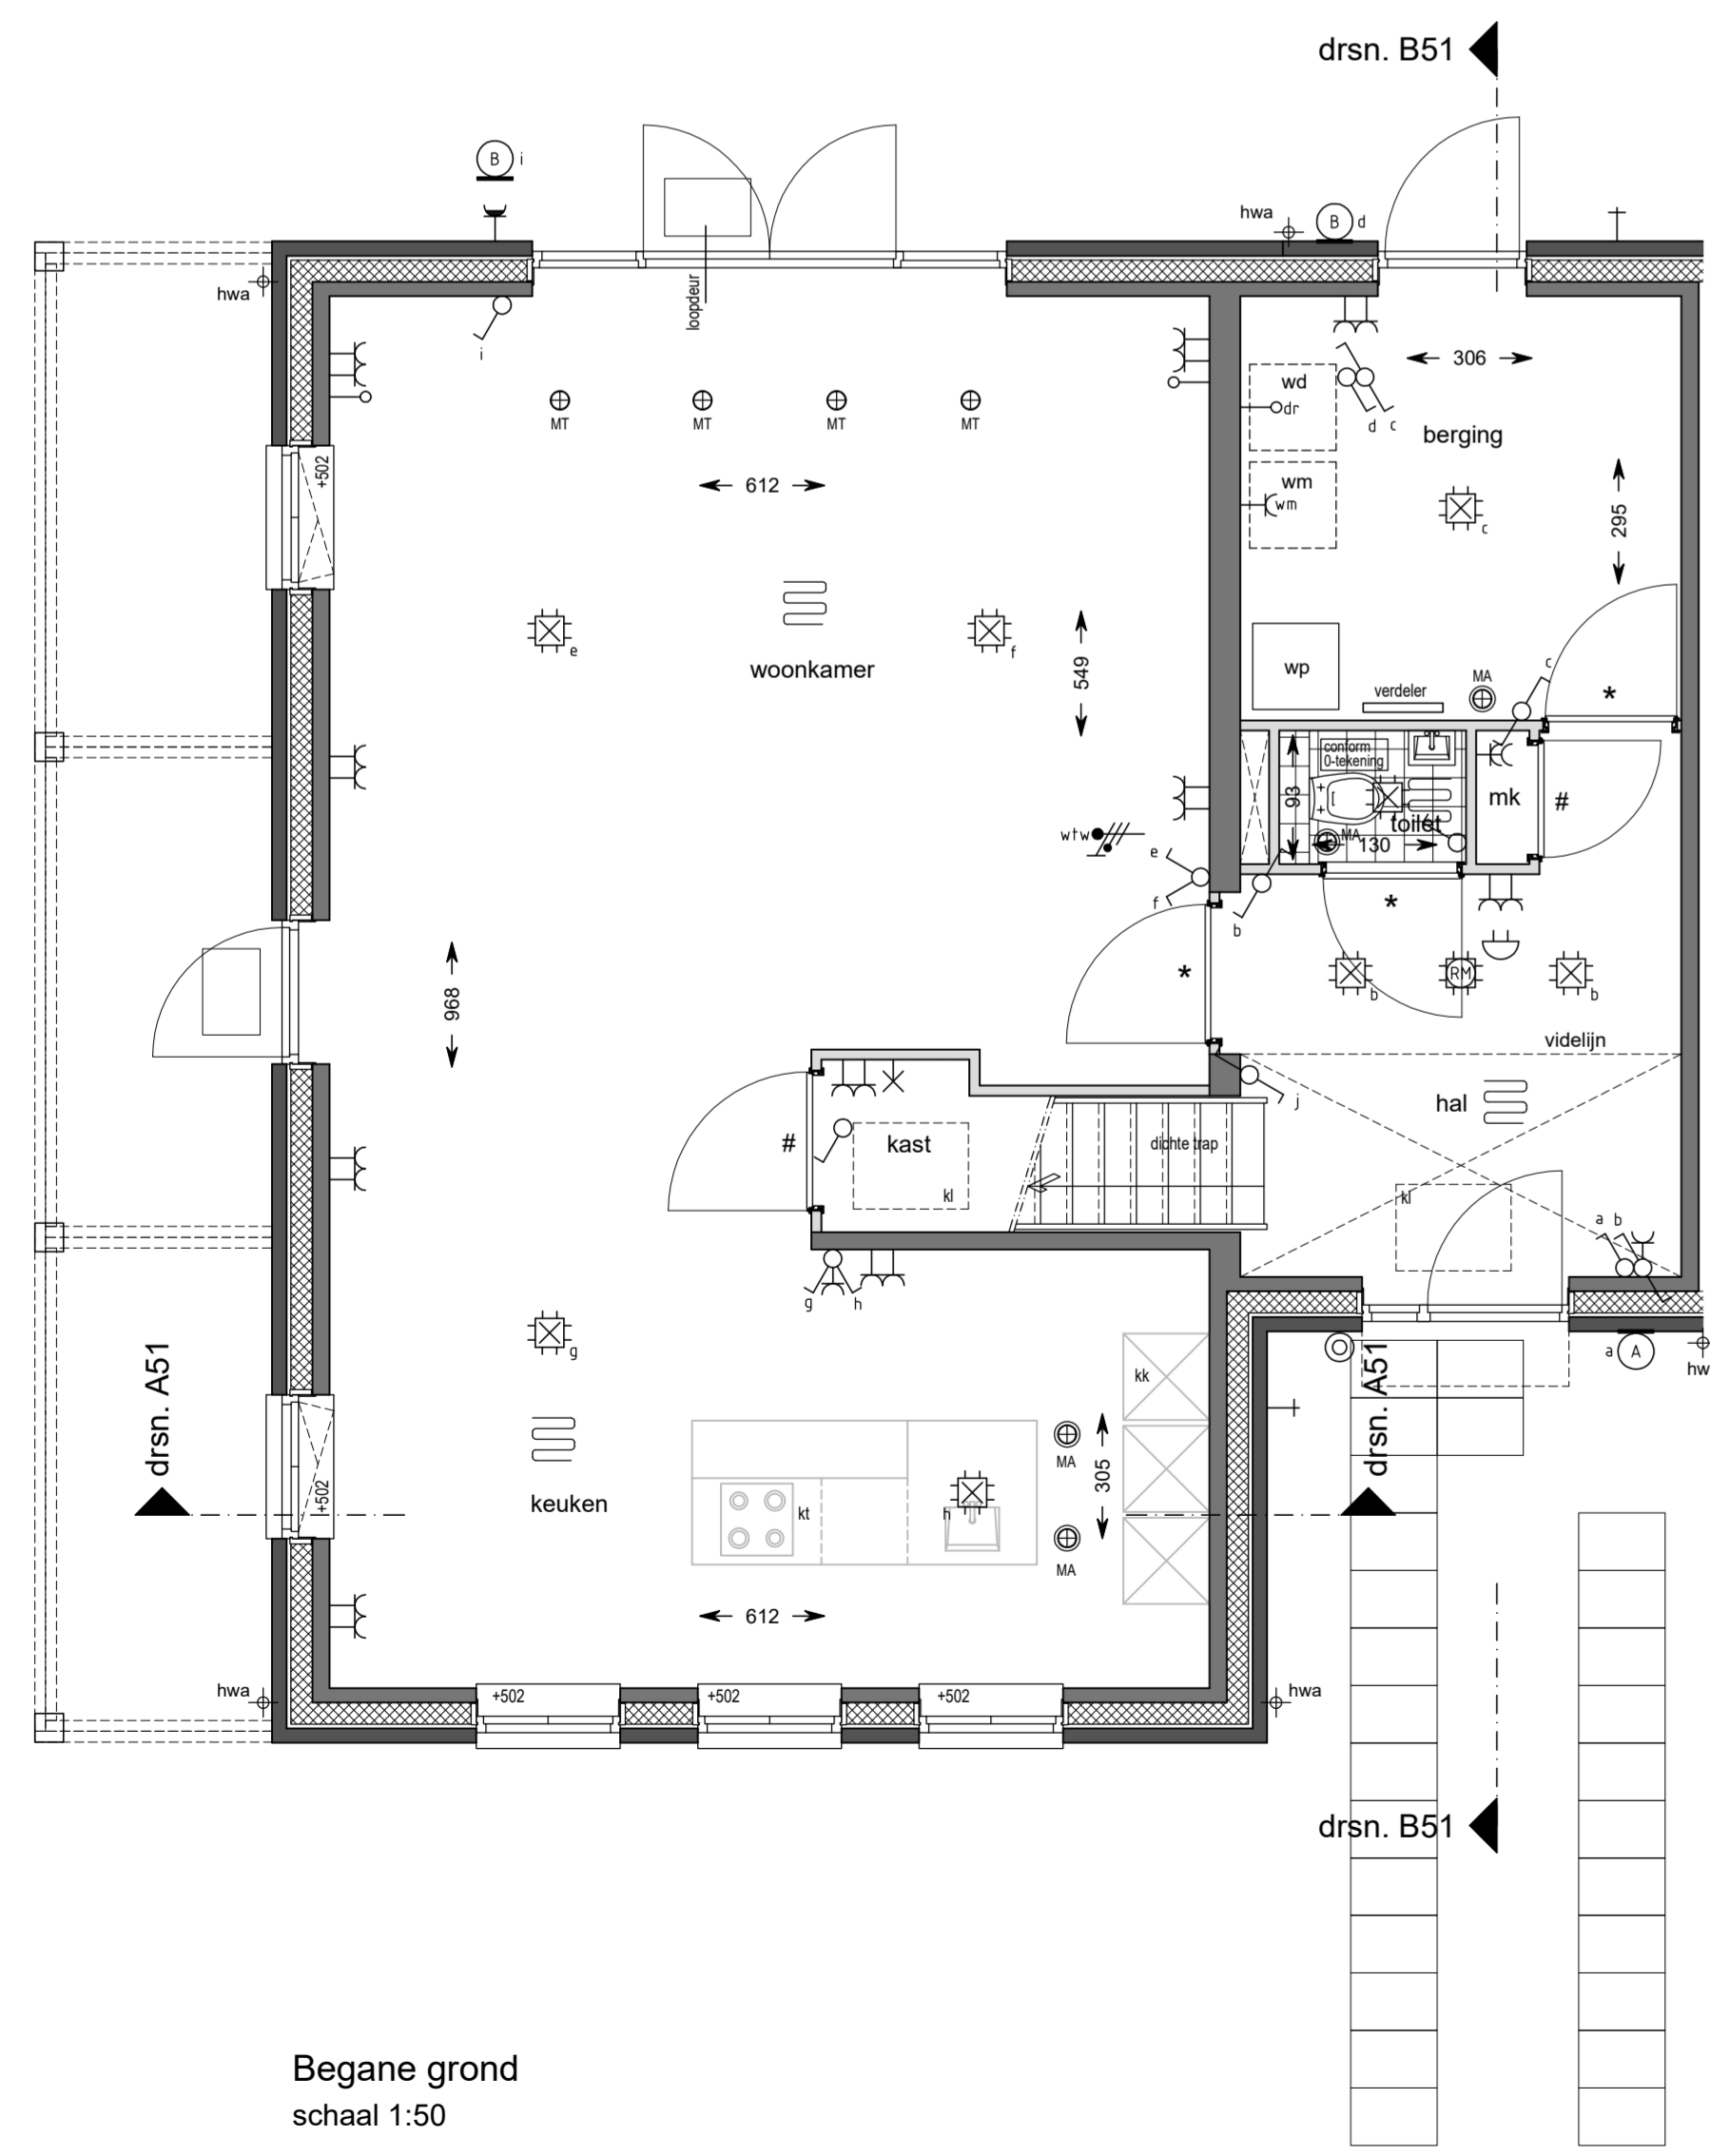 drsn. B51
B i
hwa
B d
hwa
loopdeur
i
306
wd
dr
d c
MT
MT
MT
MT
berging
+502
612
wm
wm
c
295
e
f
woonkamer
549
wp
verdeler
MA
c
*
conform
0-tekening
93
mk
#
toilet
MA
130
wtw
e
f
b
*
*
b
RM
b
968
videlijn
hal
j
#
kast
dichte trap
kl
kl
a b
g h
g
drsn. A51
kk
drsn. A51
a A
hw
MA
305
+502
keuken
kt
h
MA
612
hwa
+502
+502
+502
hwa
drsn. B51
Begane grond
schaal 1:50